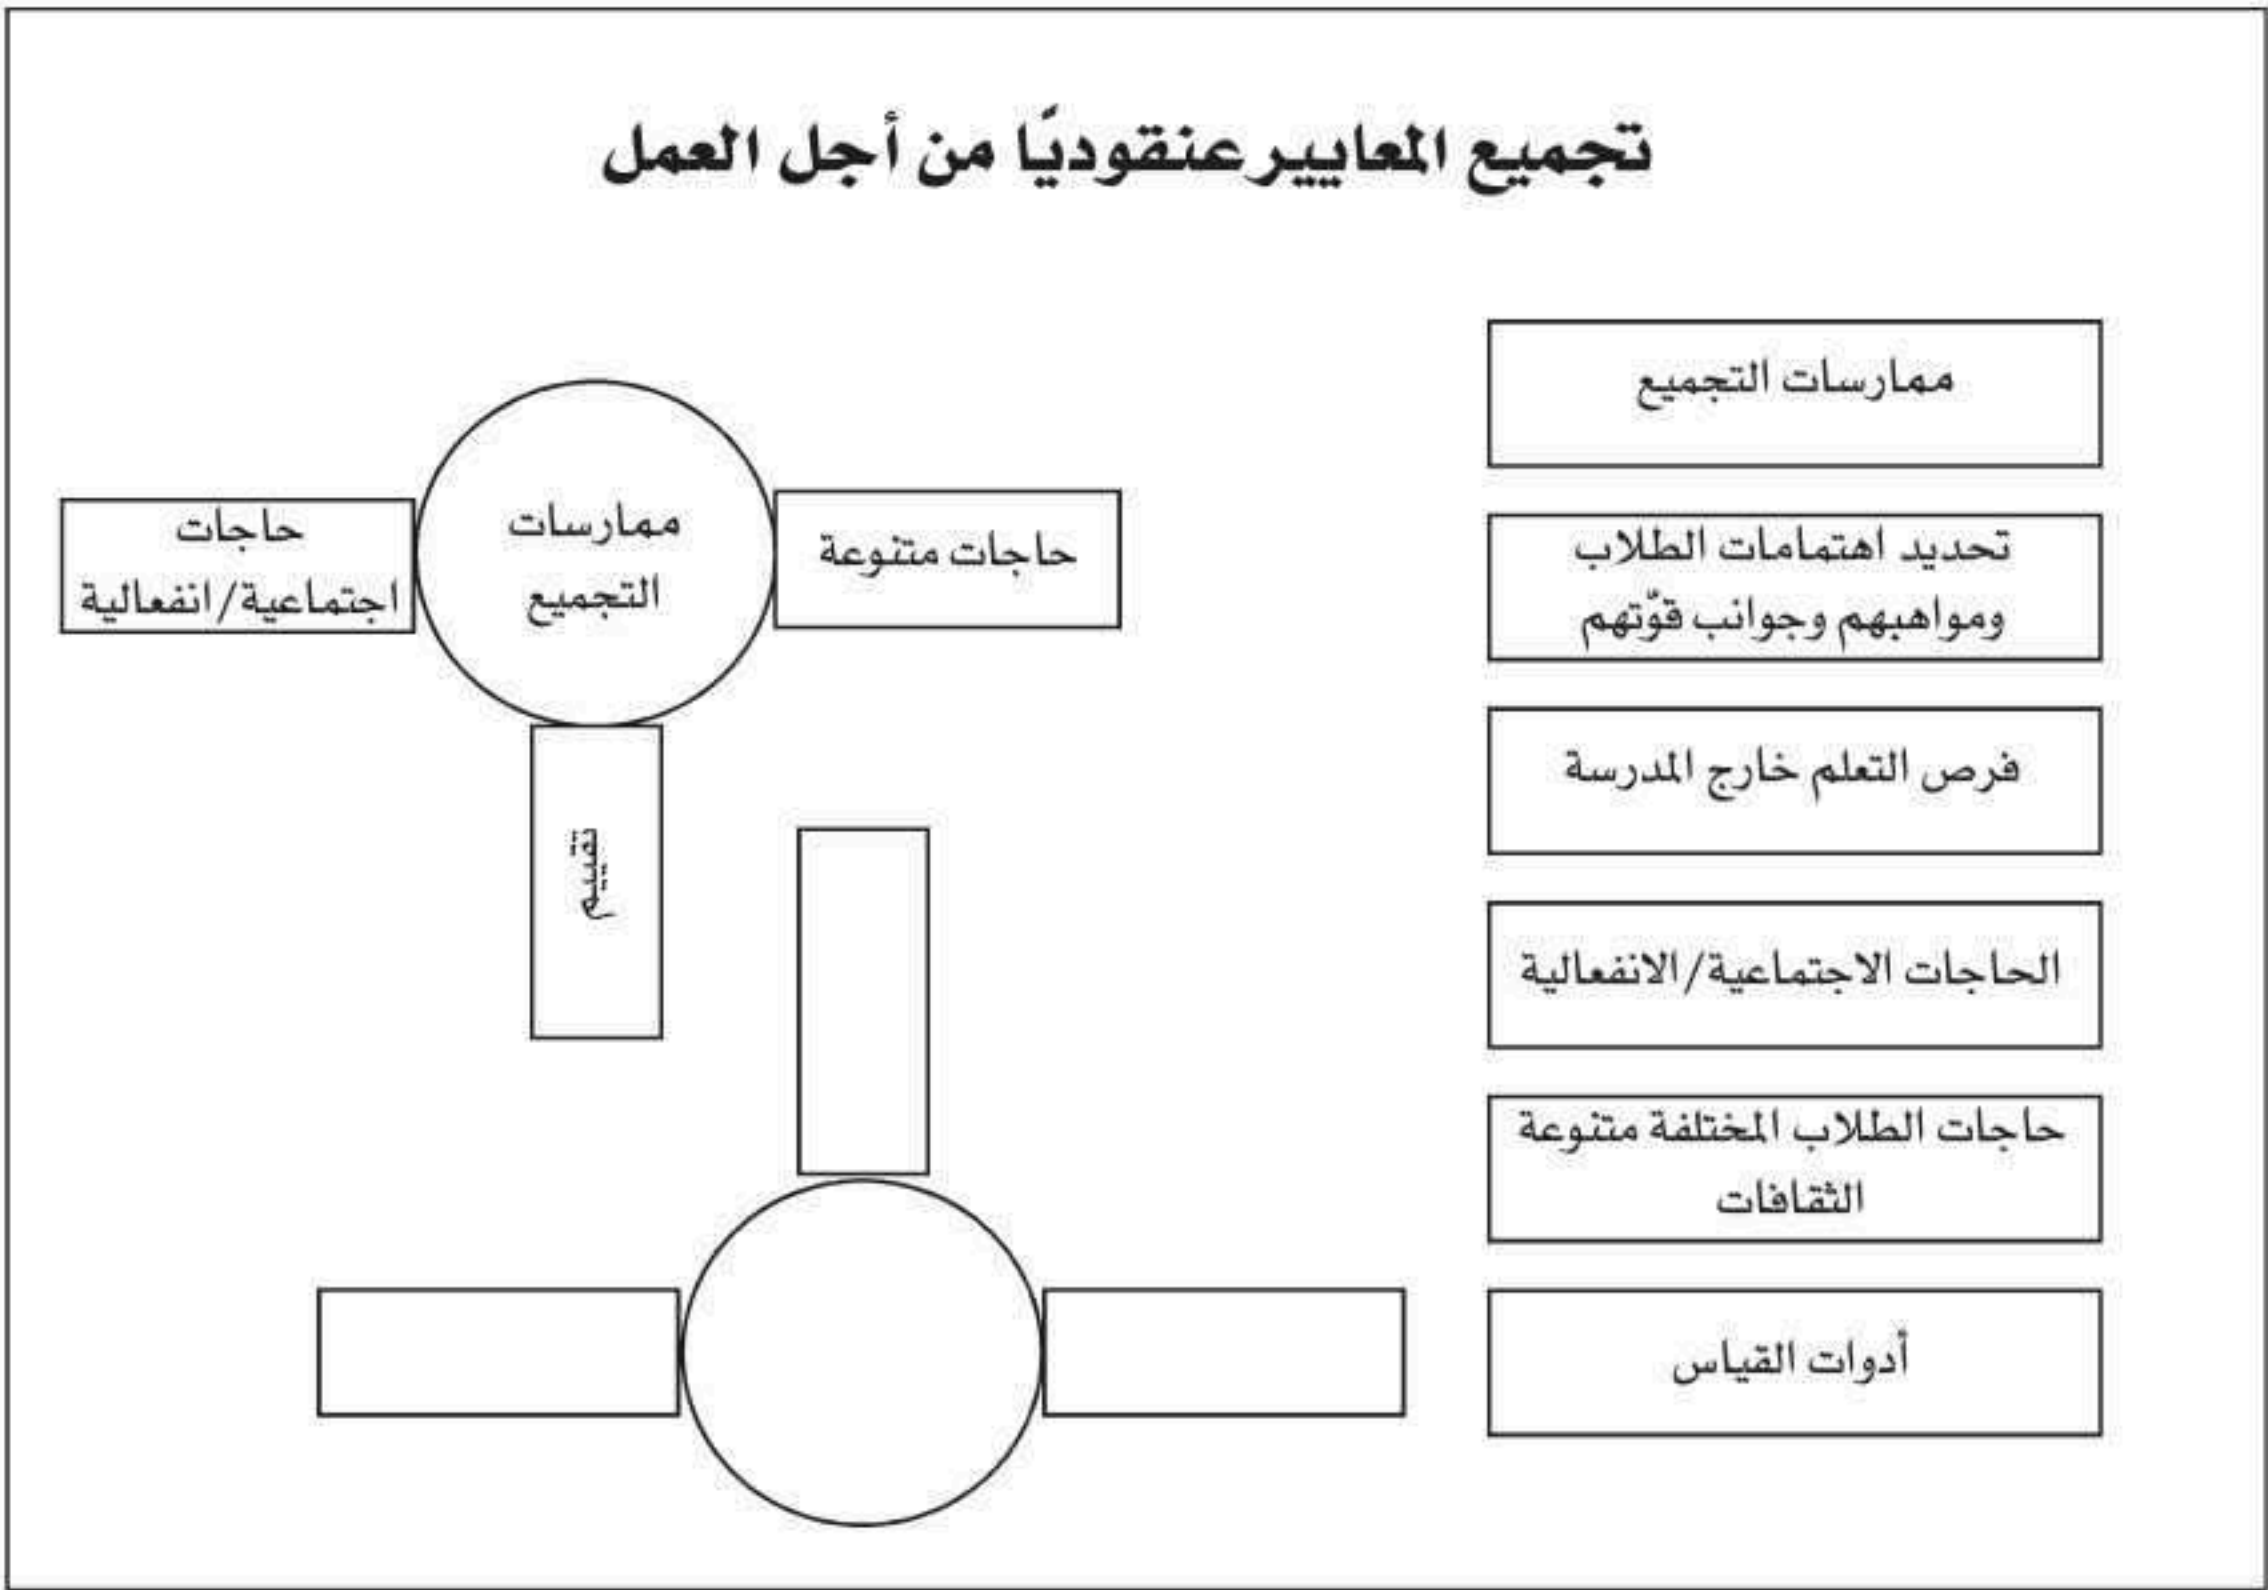 تجميع المعايير عنقوديًا من أجل العمل
ممارسات التجميع
تحديد اهتمامات الطلاب
ومواهبهم وجوانب قوّتهم
فرص التعلم خارج المدرسة
الحاجات الاجتماعية/الانفعالية
حاجات الطلاب المختلفة متنوعة
الثقافات
أدوات القياس
حاجات متنوعة
ممارسات
التجميع
حاجات
اجتماعية/انفعالية
تقييم